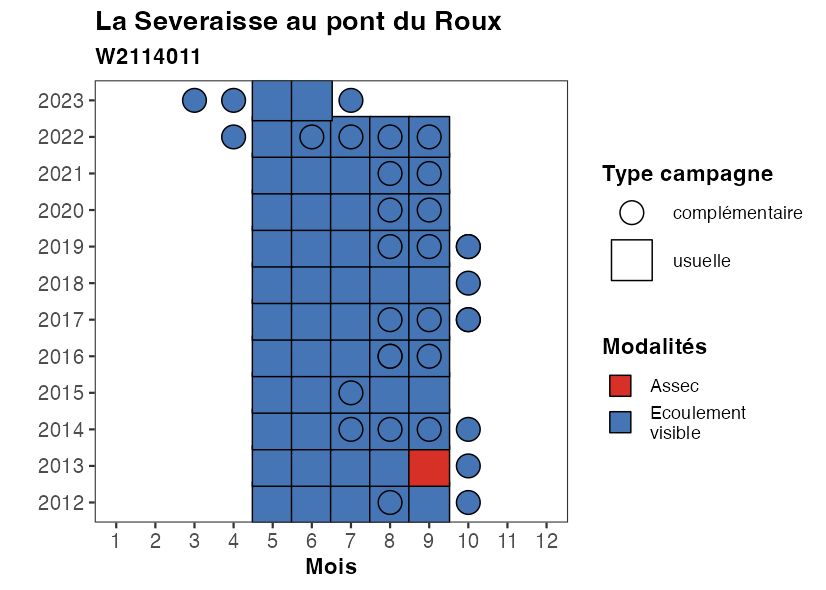 La Severaisse au pont du Roux
W2114011
2023
2022
2021
2020
2019
2018
2017
2016
2015
2014
2013
2012
1 2 3 4 5 6 7 8 9 10 11 12
Mois
Type campagne
complémentaire
usuelle
Modalités
Assec
Ecoulement
visible